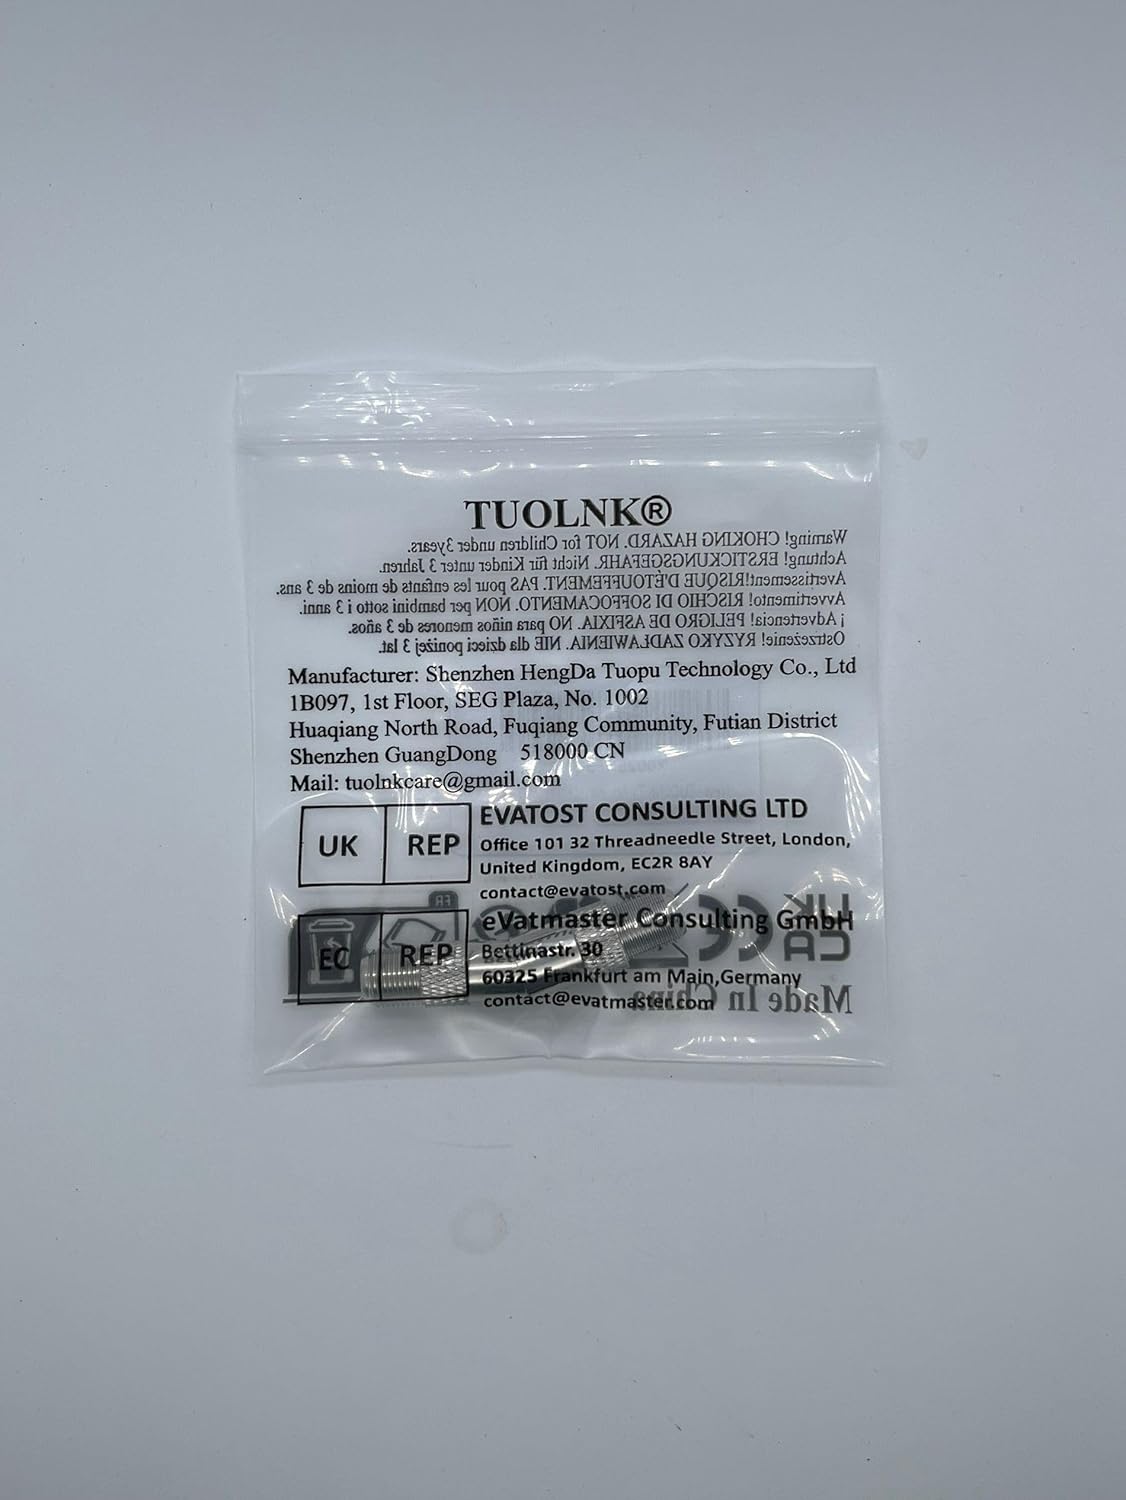 TUOLNK®
Warning! CHOKING HAZARD. NOT for Children under 3years.
Achtung! ERSTICKUNGSGEFAHR. Nicht für Kinder unter 3 Jahren.
Avertissement!RISQUE D'ÉTOUFFEMENT. PAS pour les enfants de moins de 3 ans.
Avvertimento! RISCHIO DI SOFFOCAMENTO. NON per bambini sotto i 3 anni.
¡ Advertencia! PELIGRO DE ASFIXIA. NO para niños menores de 3 años.
Ostrzeżenie! RYZYKO ZADŁAWIENIA. NIE dla dzieci poniżej 3 lat.
Manufacturer: Shenzhen HengDa Tuopu Technology Co., Ltd
1B097, 1st Floor, SEG Plaza, No. 1002
Huaqiang North Road, Fuqiang Community, Futian District
Shenzhen GuangDong 518000 CN
Mail: tuolnkcare@gmail.com
UK REP
EVATOST CONSULTING LTD
Office 101 32 Threadneedle Street, London,
United Kingdom, EC2R 8AY
contact@evatost.com
FR
UK
CA
CE
EC REP
eVatmaster Consulting GmbH
Bettinastr. 30
60325 Frankfurt am Main,Germany
contact@evatmaster.com
Made In China